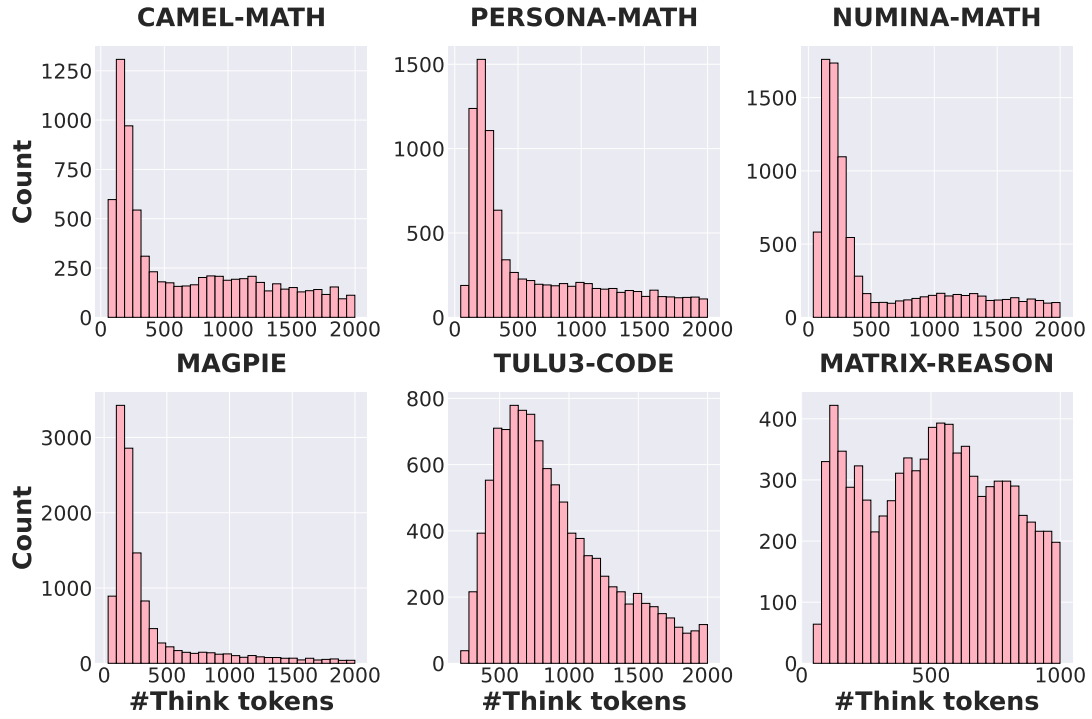 CAMEL-MATH PERSONA-MATH NUMINA-MATH
Count
1250
1000
750
500
250
0
0 500 1000 1500 2000
1500
1000
500
0
0 500 1000 1500 2000
1500
1000
500
0
0 500 1000 1500 2000
MAGPIE TULU3-CODE MATRIX-REASON
Count
3000
2000
1000
0
0 500 1000 1500 2000
#Think tokens
800
600
400
200
0
500 1000 1500 2000
#Think tokens
400
300
200
100
0
0 500 1000
#Think tokens